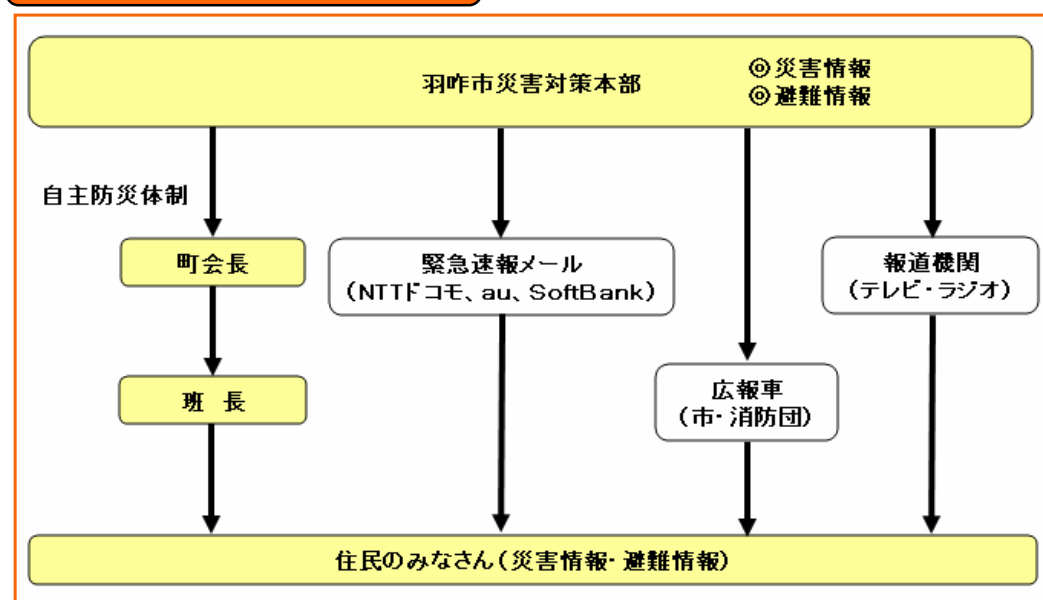 羽咋市災害対策本部
◎災害情報
◎避難情報
自主防災体制
町会長
緊急速報メール
(NTTドコモ、au、SoftBank)
報道機関
(テレビ・ラジオ)
班 長
広報車
(市・消防団)
住民のみなさん(災害情報・避難情報)